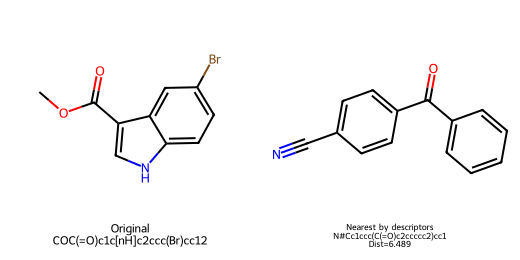 Br
O
O
N
H
O
N
Original
COC(=O)c1c[nH]c2ccc(Br)cc12
Nearest by descriptors
N#Cc1ccc(C(=O)c2ccccc2)cc1
Dist=6.489